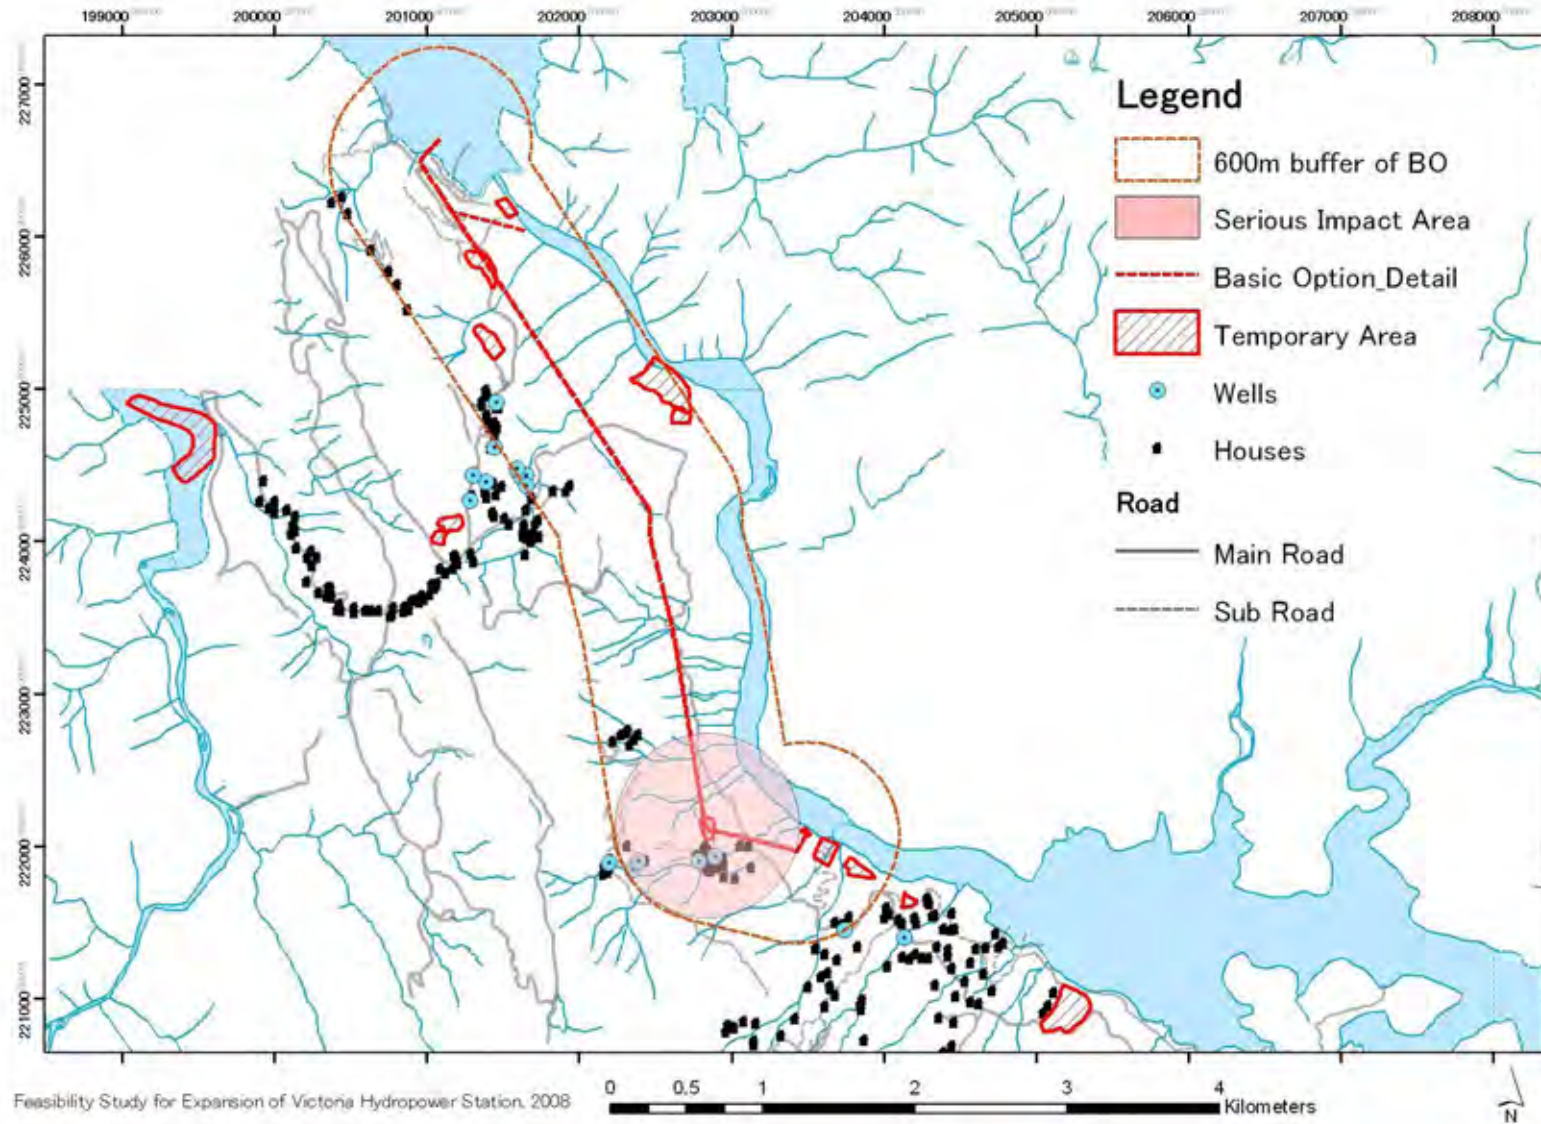 199000 200000 201000 202000 203000 204000 205000 206000 207000 208000
227000
226000
225000
224000
223000
222000
221000
Legend
600m buffer of BO
Serious Impact Area
Basic Option_Detail
Temporary Area
Wells
Houses
Road
Main Road
Sub Road
Feasibility Study for Expansion of Victoria Hydropower Station, 2008
0 0.5 1 2 3 4
Kilometers
N